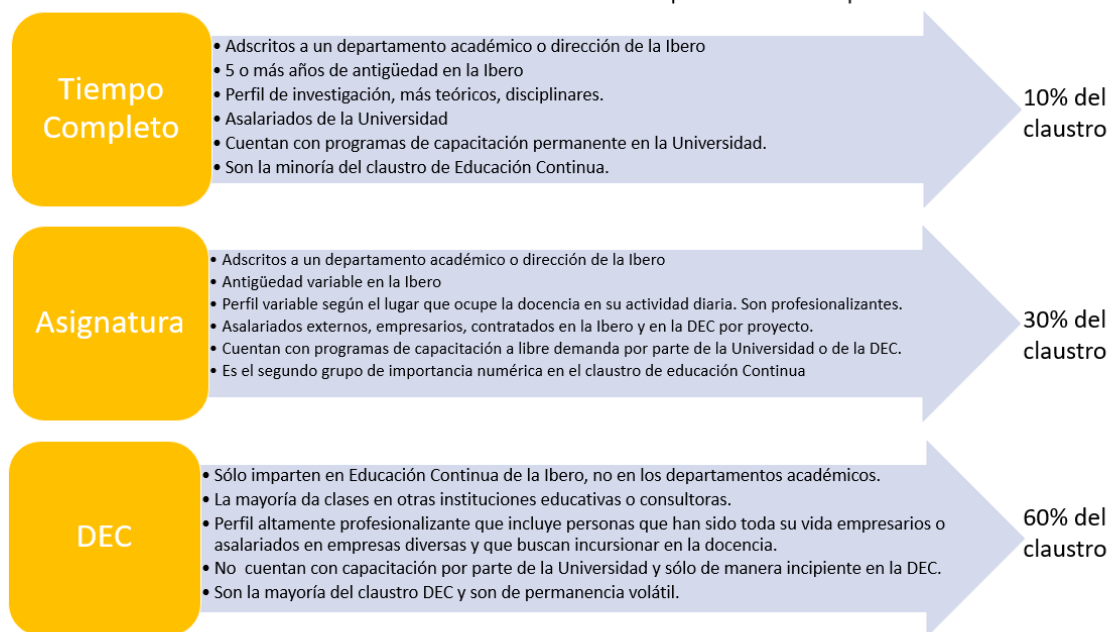 Tiempo
Completo
• Adscritos a un departamento académico o dirección de la Ibero
• 5 o más años de antigüedad en la Ibero
• Perfil de investigación, más teóricos, disciplinares.
• Asalariados de la Universidad
• Cuentan con programas de capacitación permanente en la Universidad.
• Son la minoría del claustro de Educación Continua.
10% del
claustro
Asignatura
• Adscritos a un departamento académico o dirección de la Ibero
• Antigüedad variable en la Ibero
• Perfil variable según el lugar que ocupe la docencia en su actividad diaria. Son profesionalizantes.
• Asalariados externos, empresarios, contratados en la Ibero y en la DEC por proyecto.
• Cuentan con programas de capacitación a libre demanda por parte de la Universidad o de la DEC.
• Es el segundo grupo de importancia numérica en el claustro de educación Continua
30% del
claustro
DEC
• Sólo imparten en Educación Continua de la Ibero, no en los departamentos académicos.
• La mayoría da clases en otras instituciones educativas o consultoras.
• Perfil altamente profesionalizante que incluye personas que han sido toda su vida empresarios o
asalariados en empresas diversas y que buscan incursionar en la docencia.
• No cuentan con capacitación por parte de la Universidad y sólo de manera incipiente en la DEC.
• Son la mayoría del claustro DEC y son de permanencia volátil.
60% del
claustro